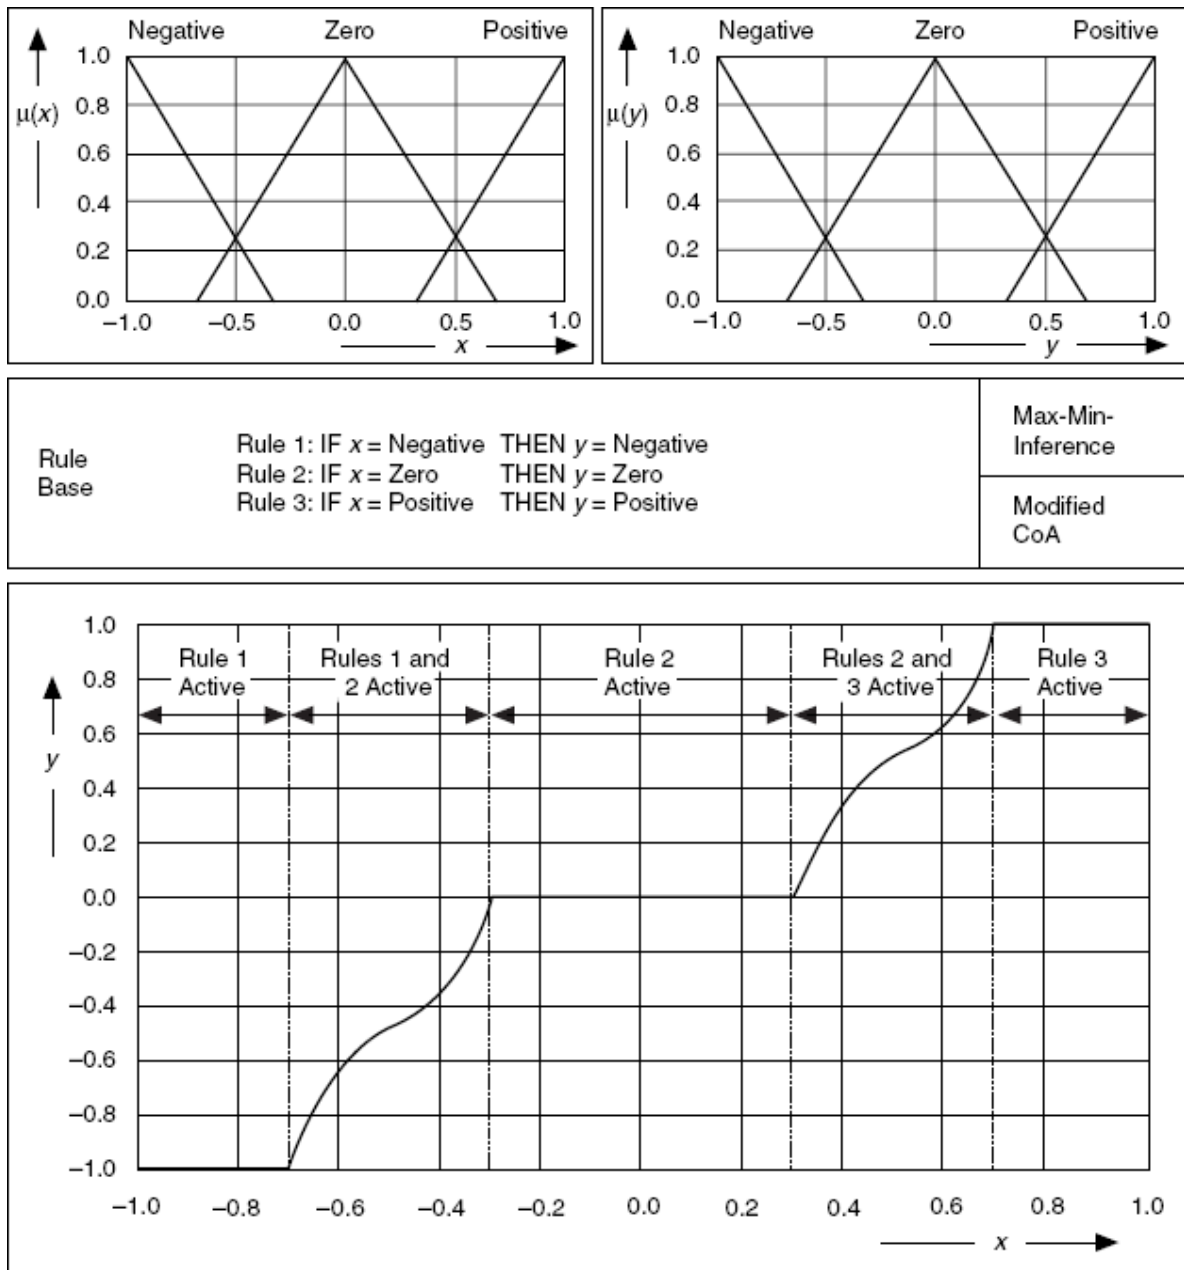 Negative Zero Positive
1.0
0.8
μ(x)
0.6
0.4
0.2
0.0
–1.0 –0.5 0.0 0.5 1.0
x
Negative Zero Positive
1.0
0.8
μ(y)
0.6
0.4
0.2
0.0
–1.0 –0.5 0.0 0.5 1.0
y
Rule
Base
Rule 1: IF x = Negative THEN y = Negative
Rule 2: IF x = Zero THEN y = Zero
Rule 3: IF x = Positive THEN y = Positive
Max-Min-
Inference
Modified
CoA
1.0
0.8
0.6
y
0.4
0.2
0.0
–0.2
–0.4
–0.6
–0.8
–1.0
Rule 1
Active
Rules 1 and
2 Active
Rule 2
Active
Rules 2 and
3 Active
Rule 3
Active
–1.0 –0.8 –0.6 –0.4 –0.2 0.0 0.2 0.4 0.6 0.8 1.0
x